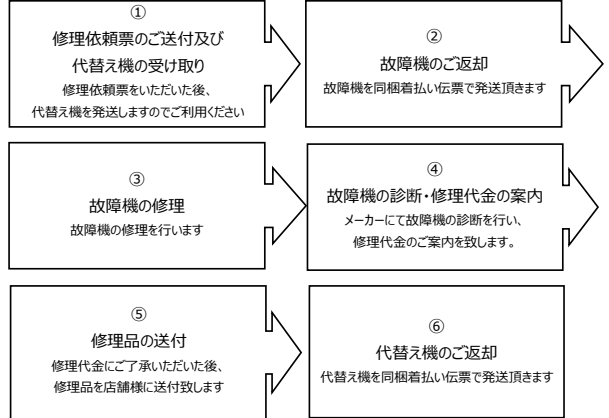 ①
修理依頼票のご送付及び
代替え機の受け取り
修理依頼票をいただいた後、
代替え機を発送しますのでご利用ください
②
故障機のご返却
故障機を同梱着払い伝票で発送頂きます
③
故障機の修理
故障機の修理を行います
④
故障機の診断・修理代金の案内
メーカーにて故障機の診断を行い、
修理代金のご案内を致します。
⑤
修理品の送付
修理代金にご了承いただいた後、
修理品を店舗様に送付致します
⑥
代替え機のご返却
代替え機を同梱着払い伝票で発送頂きます